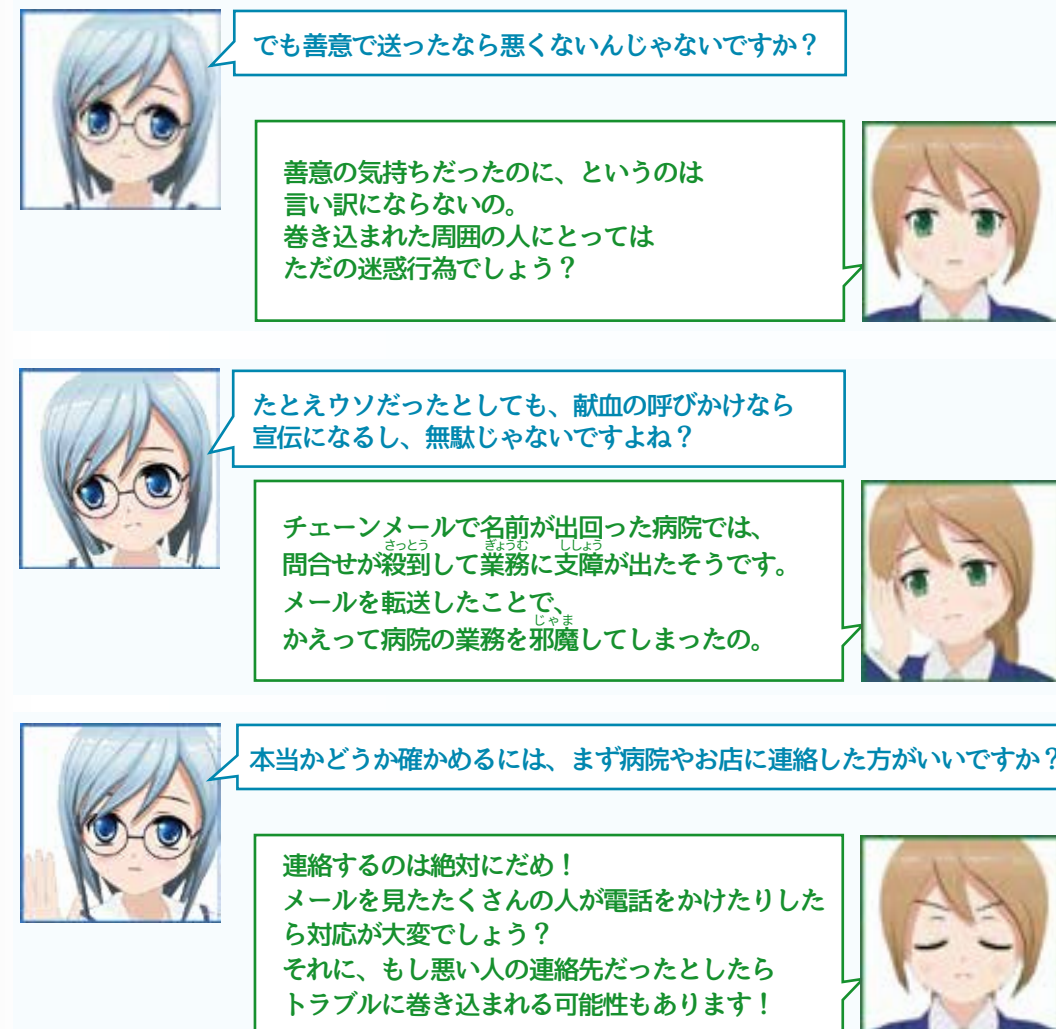 でも善意で送ったなら悪くないんじゃないですか？
善意の気持ちだったのに、というのは
言い訳にならないの。
巻き込まれた周囲の人にとっては
ただの迷惑行為でしょう？
たとえウソだったとしても、献血の呼びかけなら
宣伝になるし、無駄じゃないですよね？
チェーンメールで名前が出回った病院では、
さっとう ぎょうむ ししょう
問合せが殺到して業務に支障が出たそうです。
メールを転送したことで、
じゃま
かえって病院の業務を邪魔してしまったの。
本当かどうか確かめるには、まず病院やお店に連絡した方がいいですか？
連絡するのは絶対にだめ！
メールを見たたくさんの人が電話をかけたりした
ら対応が大変でしょう？
それに、もし悪い人の連絡先だったとしたら
トラブルに巻き込まれる可能性もあります！